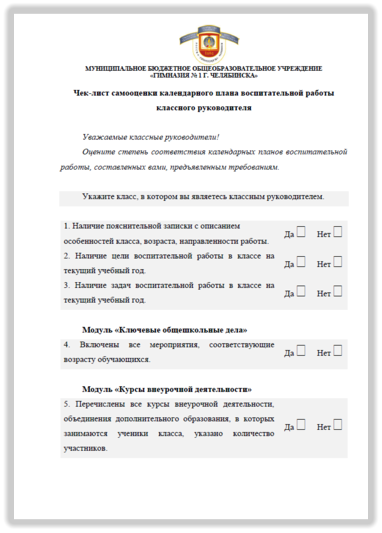 МУНИЦИПАЛЬНОЕ БЮДЖЕТНОЕ ОБЩЕОБРАЗОВАТЕЛЬНОЕ УЧРЕЖДЕНИЕ
«ГИМНАЗИЯ № 1 Г. ЧЕЛЯБИНСКА»
Чек-лист самооценки календарного плана воспитательной работы
классного руководителя
Уважаемые классные руководители!
Оцените степень соответствия календарных планов воспитательной
работы, составленных вами, предъявленным требованиям.
Укажите класс, в котором вы являетесь классным руководителем.
1. Наличие пояснительной записки с описанием
особенностей класса, возраста, направленности работы.
Да Нет
2. Наличие цели воспитательной работы в классе на
текущий учебный год.
Да Нет
3. Наличие задач воспитательной работы в классе на
текущий учебный год.
Да Нет
Модуль «Ключевые общешкольные дела»
4. Включены все мероприятия, соответствующие
возрасту обучающихся.
Да Нет
Модуль «Курсы внеурочной деятельности»
5. Перечислены все курсы внеурочной деятельности,
объединения дополнительного образования, в которых
занимаются ученики класса, указано количество
участников.
Да Нет